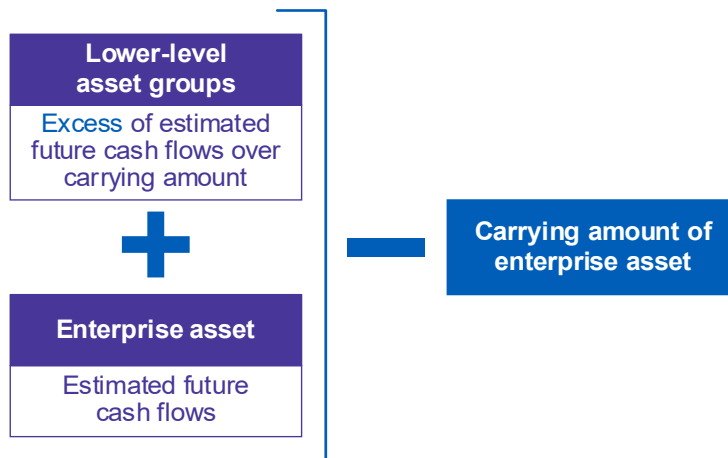 Lower-level
asset groups
Excess of estimated
future cash flows over
carrying amount
Enterprise asset
Estimated future
cash flows
Carrying amount of
enterprise asset